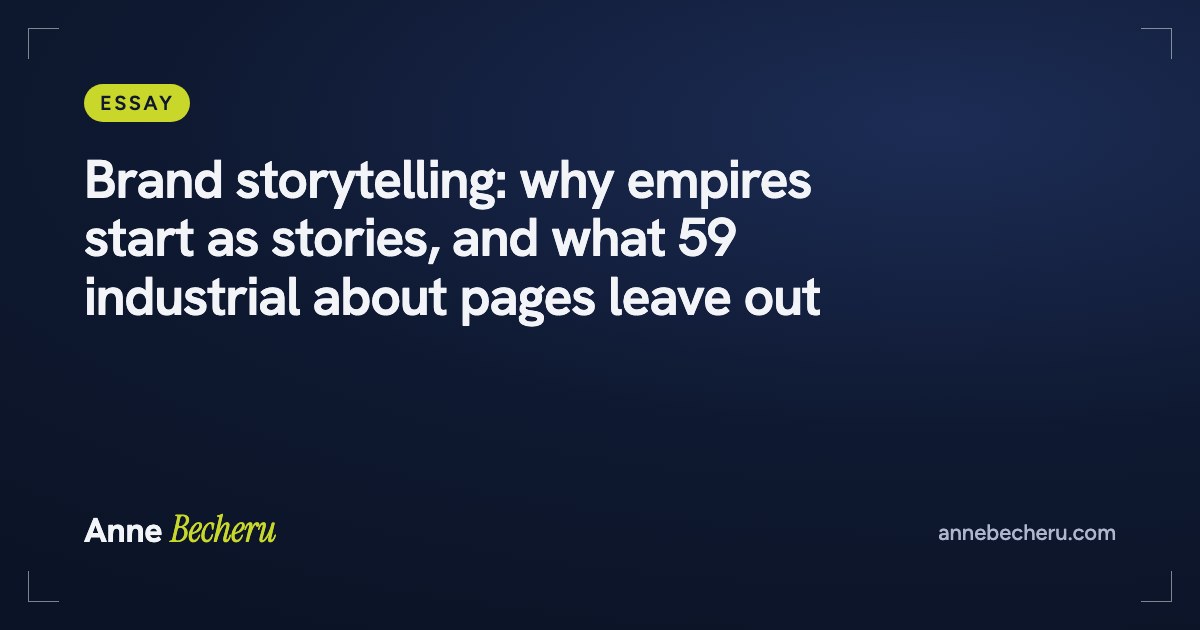 ESSAY
Brand storytelling: why empires
start as stories, and what 59
industrial about pages leave out
Anne Becheru
annebecheru.com